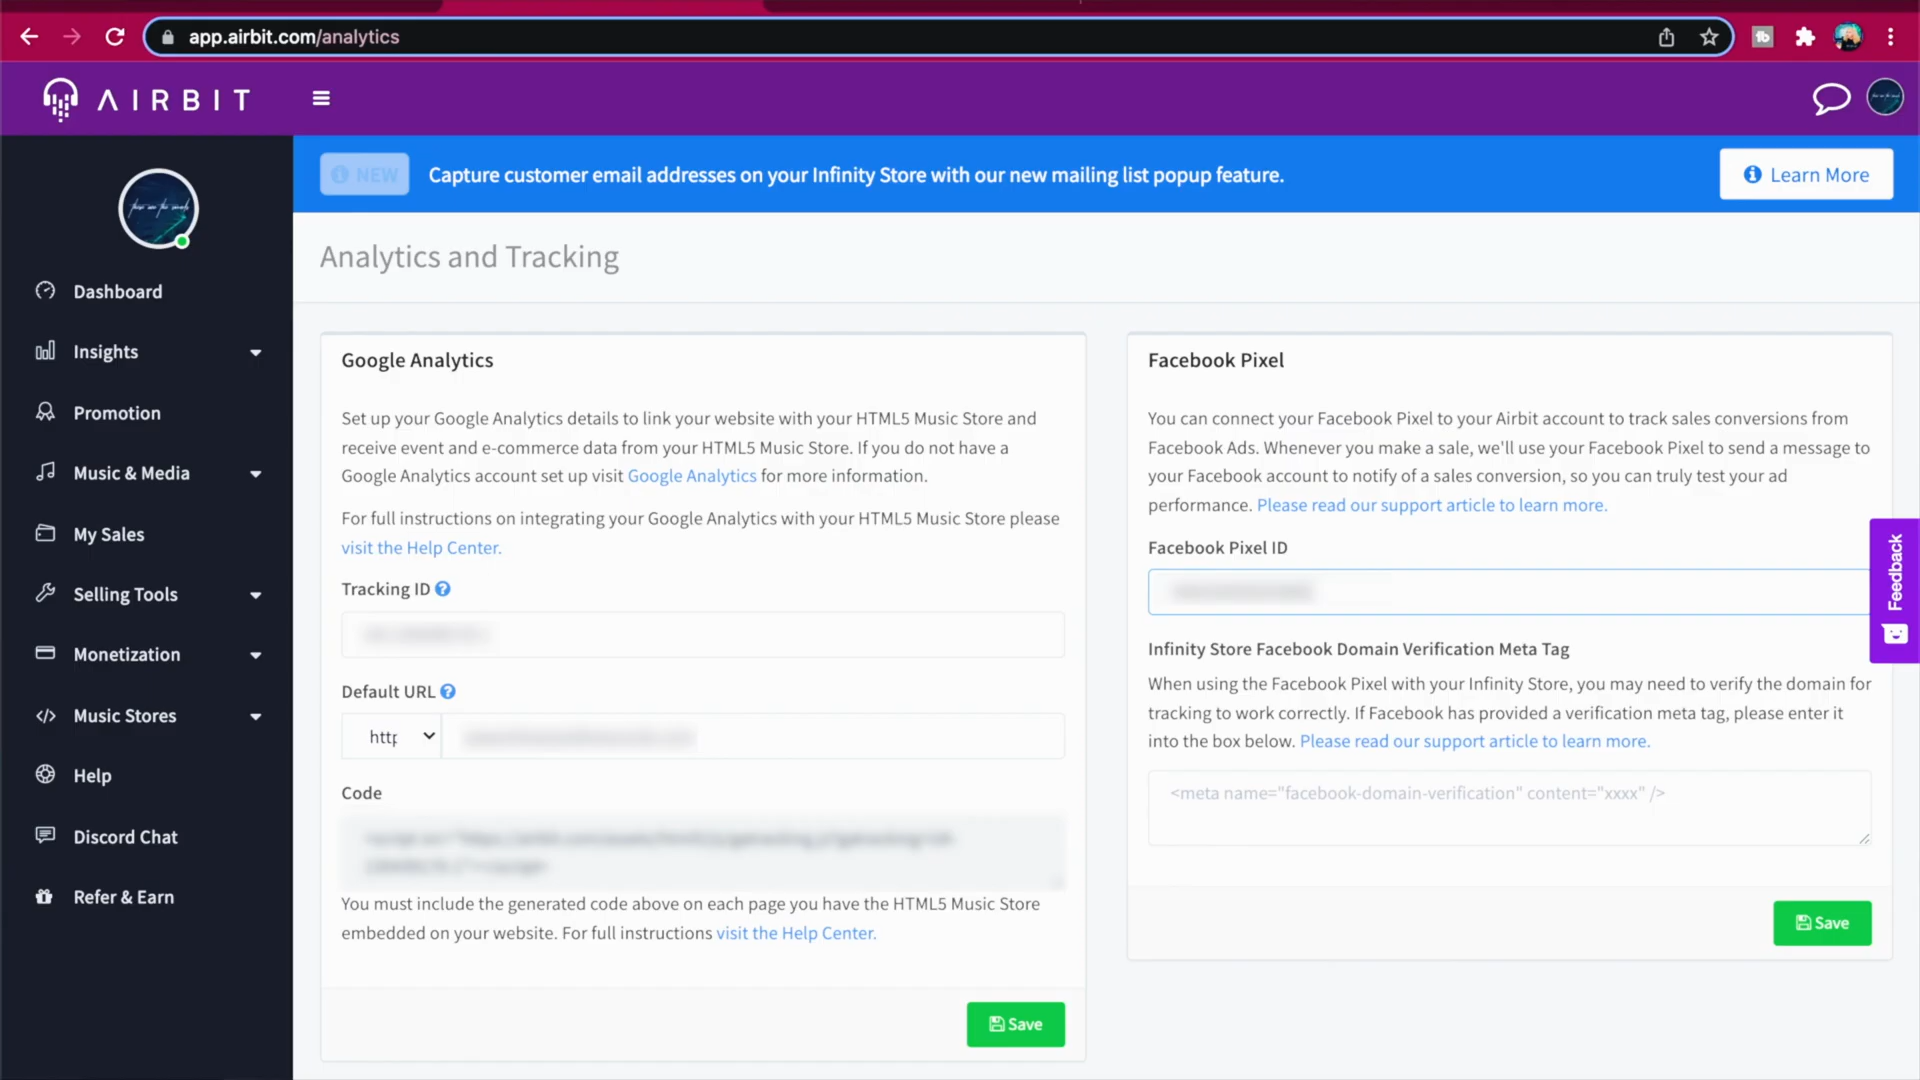 app.airbit.com/analytics
AIRBIT
NEW
Capture customer email addresses on your Infinity Store with our new mailing list popup feature.
Learn More
Dashboard
Insights
Promotion
Music & Media
My Sales
Selling Tools
Monetization
Music Stores
Help
Discord Chat
Refer & Earn
Analytics and Tracking
Google Analytics
Set up your Google Analytics details to link your website with your HTML5 Music Store and
receive event and e-commerce data from your HTML5 Music Store. If you do not have a
Google Analytics account set up visit Google Analytics for more information.
For full instructions on integrating your Google Analytics with your HTML5 Music Store please
visit the Help Center.
Tracking ID
Default URL
http
Code
You must include the generated code above on each page you have the HTML5 Music Store
embedded on your website. For full instructions visit the Help Center.
Save
Facebook Pixel
You can connect your Facebook Pixel to your Airbit account to track sales conversions from
Facebook Ads. Whenever you make a sale, we'll use your Facebook Pixel to send a message to
your Facebook account to notify of a sales conversion, so you can truly test your ad
performance. Please read our support article to learn more.
Facebook Pixel ID
Infinity Store Facebook Domain Verification Meta Tag
When using the Facebook Pixel with your Infinity Store, you may need to verify the domain for
tracking to work correctly. If Facebook has provided a verification meta tag, please enter it
into the box below. Please read our support article to learn more.
<meta name="facebook-domain-verification" content="xxxx" />
Save
Feedback